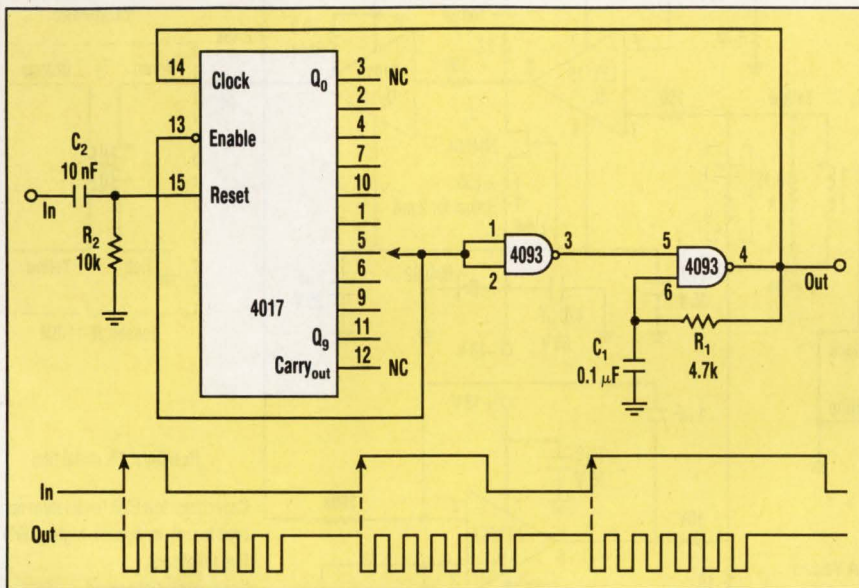 14 Clock Q0 3 NC
2
13 Enable 4
C2 7
10 nF 15 Reset 10
In 1
R2 5 1 4093 3 5 4093 4
10k 2 6 Out
6
4017 9
Q9 11 C1 R1
Carryout 12 NC 0.1 µF 4.7k
In
Out